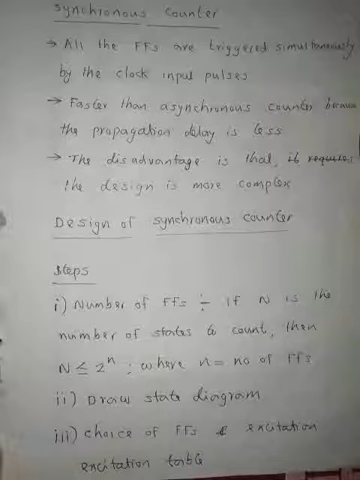 Synchronous Counter
→ All the FFs are triggered simultaneously
by the clock input pulses
→ Faster than asynchronous counter because
the propagation delay is less
→ The disadvantage is that, it requires
the design is more complex
Design of synchronous counter
Steps
i) Number of FFs ÷ If N is the
number of states to count, then
N ≤ 2ⁿ ; where n = no of FFs
ii) Draw state diagram
iii) choice of FFs & excitation
excitation table